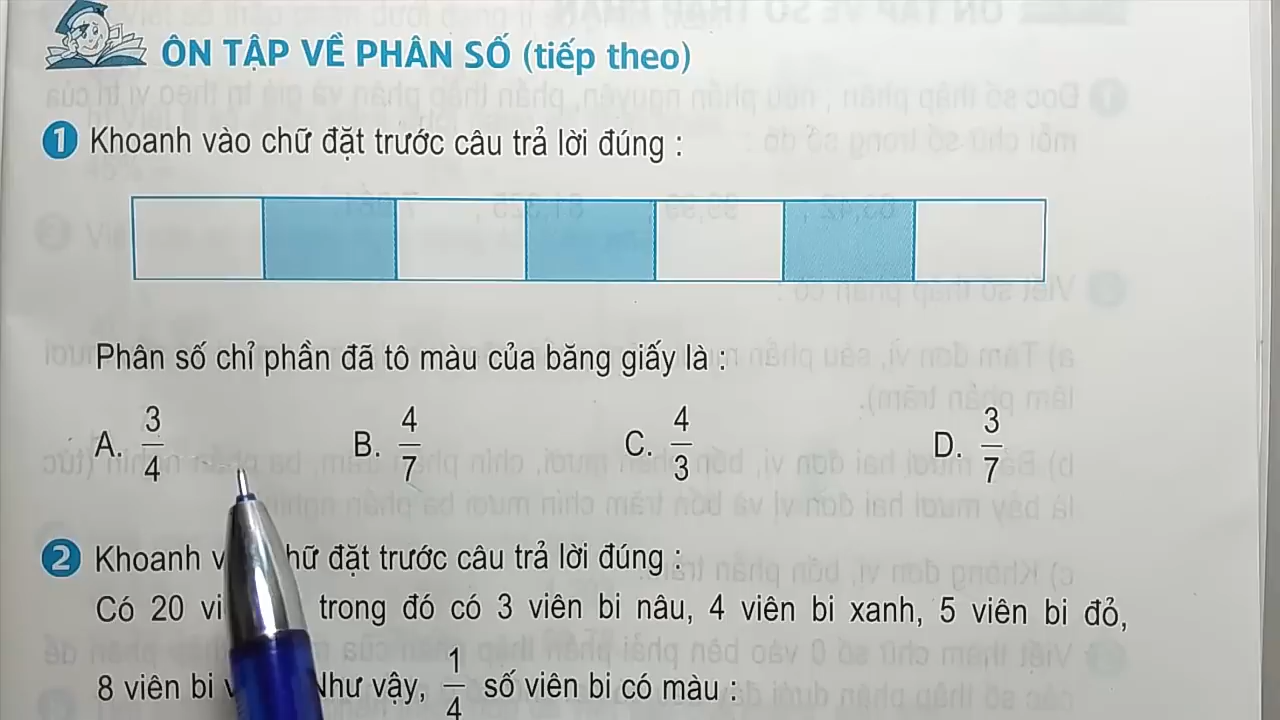 ÔN TẬP VỀ PHÂN SỐ (tiếp theo)
1 Khoanh vào chữ đặt trước câu trả lời đúng :
Phân số chỉ phần đã tô màu của băng giấy là :
A. 3/4 B. 4/7 C. 4/3 D. 3/7
2 Khoanh chữ đặt trước câu trả lời đúng :
Có 20 trong đó có 3 viên bi nâu, 4 viên bi xanh, 5 viên bi đỏ,
8 viên bi Như vậy, 1/4 số viên bi có màu :